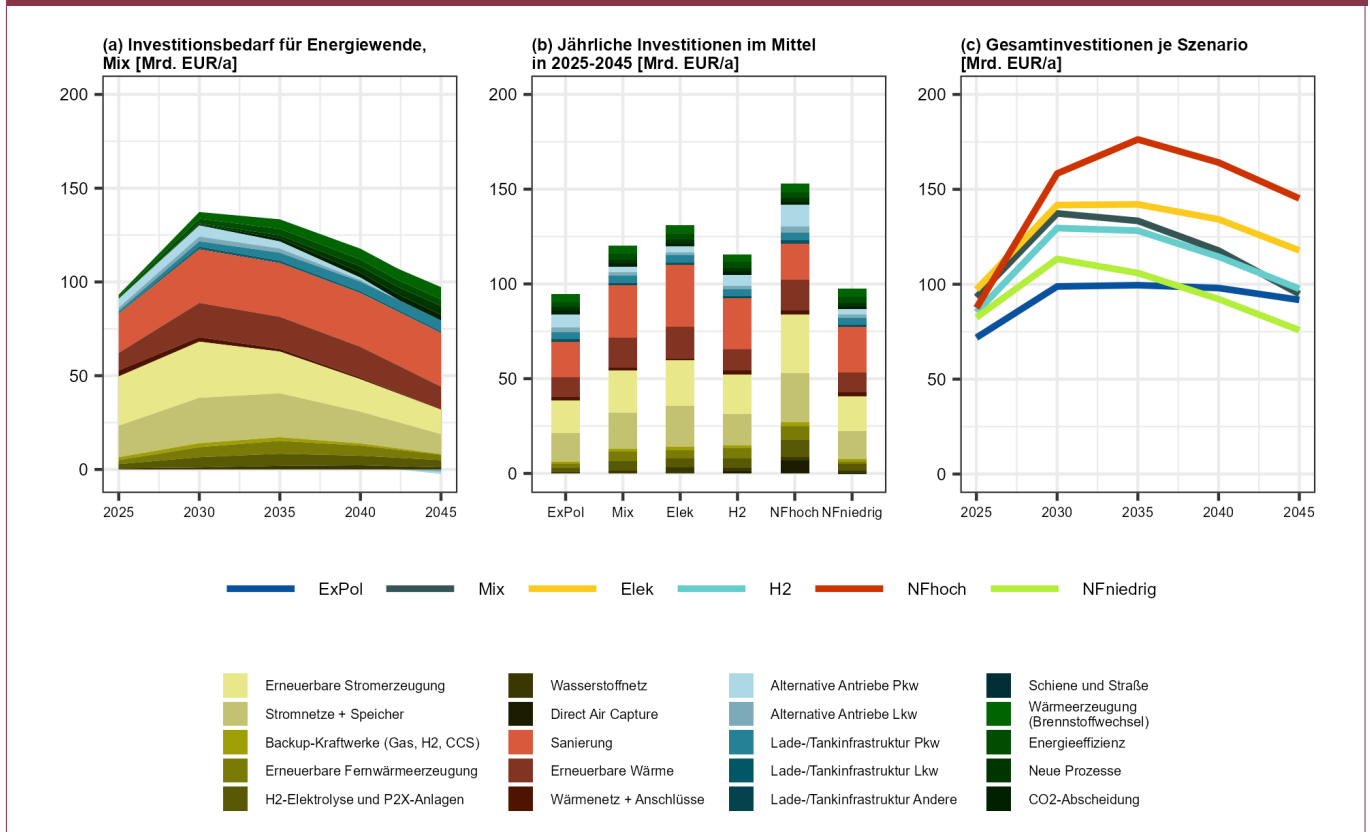 (a) Investitionsbedarf für Energiewende,
Mix [Mrd. EUR/a]
200
150
100
50
0
2025 2030 2035 2040 2045
(b) Jährliche Investitionen im Mittel
in 2025-2045 [Mrd. EUR/a]
200
150
100
50
0
ExPol Mix Elek H2 NFhoch NFniedrig
(c) Gesamtinvestitionen je Szenario
[Mrd. EUR/a]
200
150
100
50
0
2025 2030 2035 2040 2045
ExPol Mix Elek H2 NFhoch NFniedrig
Erneuerbare Stromerzeugung
Stromnetze + Speicher
Backup-Kraftwerke (Gas, H2, CCS)
Erneuerbare Fernwärmeerzeugung
H2-Elektrolyse und P2X-Anlagen
Wasserstoffnetz
Direct Air Capture
Sanierung
Erneuerbare Wärme
Wärmenetz + Anschlüsse
Alternative Antriebe Pkw
Alternative Antriebe Lkw
Lade-/Tankinfrastruktur Pkw
Lade-/Tankinfrastruktur Lkw
Lade-/Tankinfrastruktur Andere
Schiene und Straße
Wärmeerzeugung
(Brennstoffwechsel)
Energieeffizienz
Neue Prozesse
CO2-Abscheidung